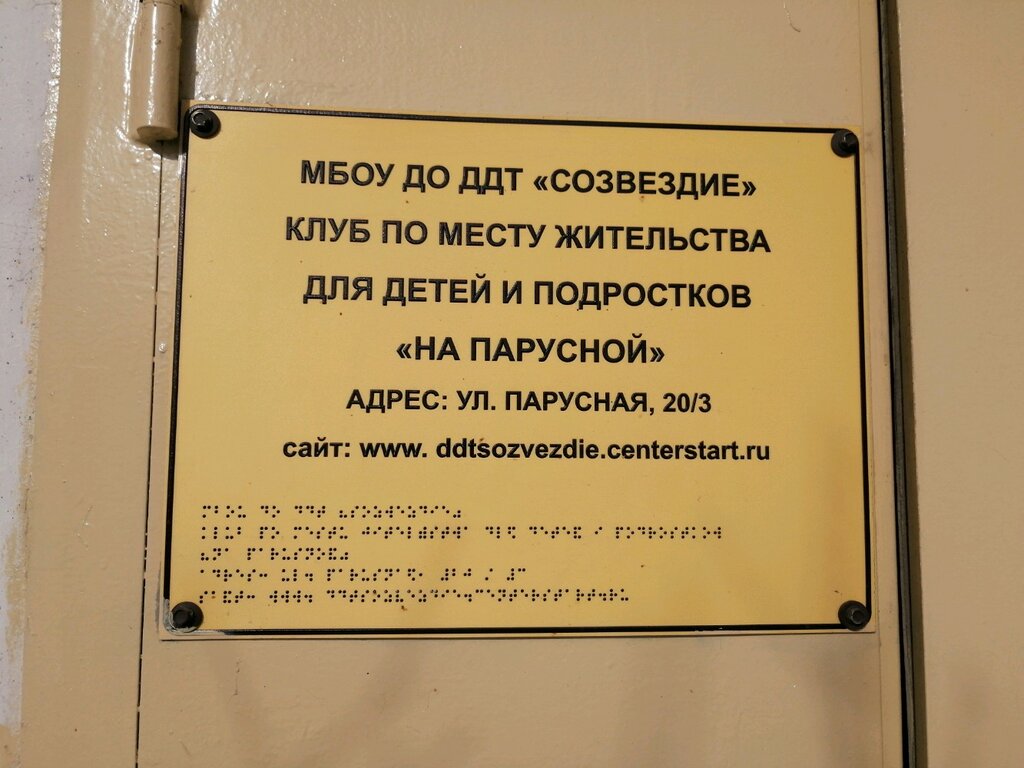 МБОУ ДО ДДТ «СОЗВЕЗДИЕ»
КЛУБ ПО МЕСТУ ЖИТЕЛЬСТВА
ДЛЯ ДЕТЕЙ И ПОДРОСТКОВ
«НА ПАРУСНОЙ»
АДРЕС: УЛ. ПАРУСНАЯ, 20/3
сайт: www. ddtsozvezdie.centerstart.ru